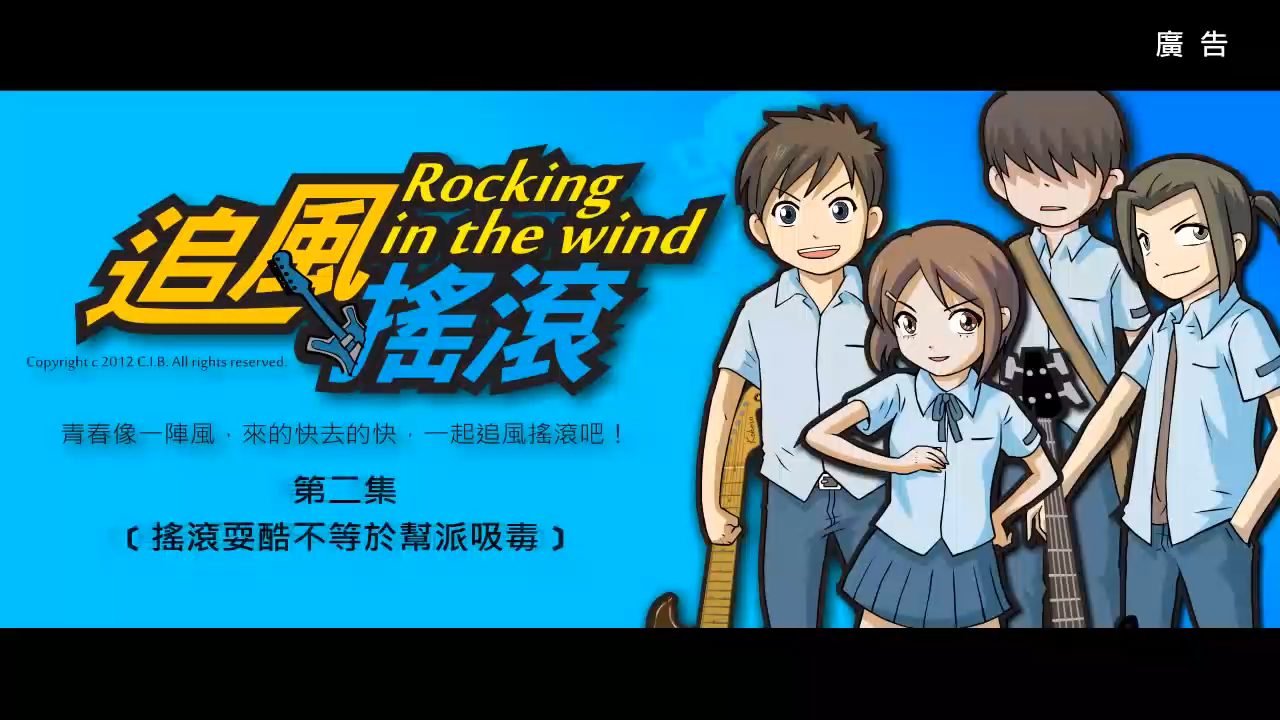 廣告
Rocking
in the wind
追風
搖滾
Copyright c 2012 C.I.B. All rights reserved.
青春像一陣風，來的快去的快，一起追風搖滾吧！
第二集
﹝搖滾耍酷不等於幫派吸毒﹞